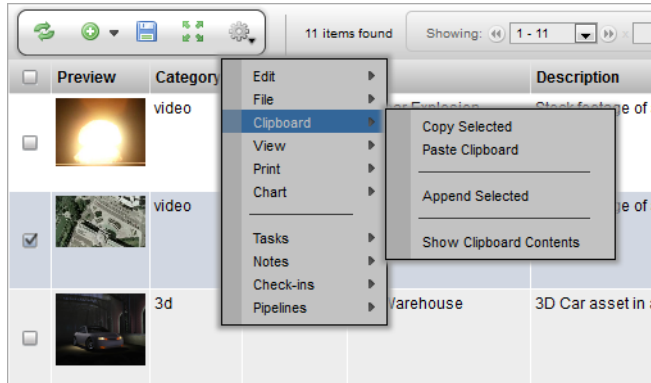 11 items found
Showing:
1 - 11
x
Preview
Category
Description
video
Edit
File
Clipboard
View
Print
Chart
Tasks
Notes
Check-ins
Pipelines
Copy Selected
Paste Clipboard
Append Selected
Show Clipboard Contents
Explosion
Stock footage of
video
e of
3d
Warehouse
3D Car asset in